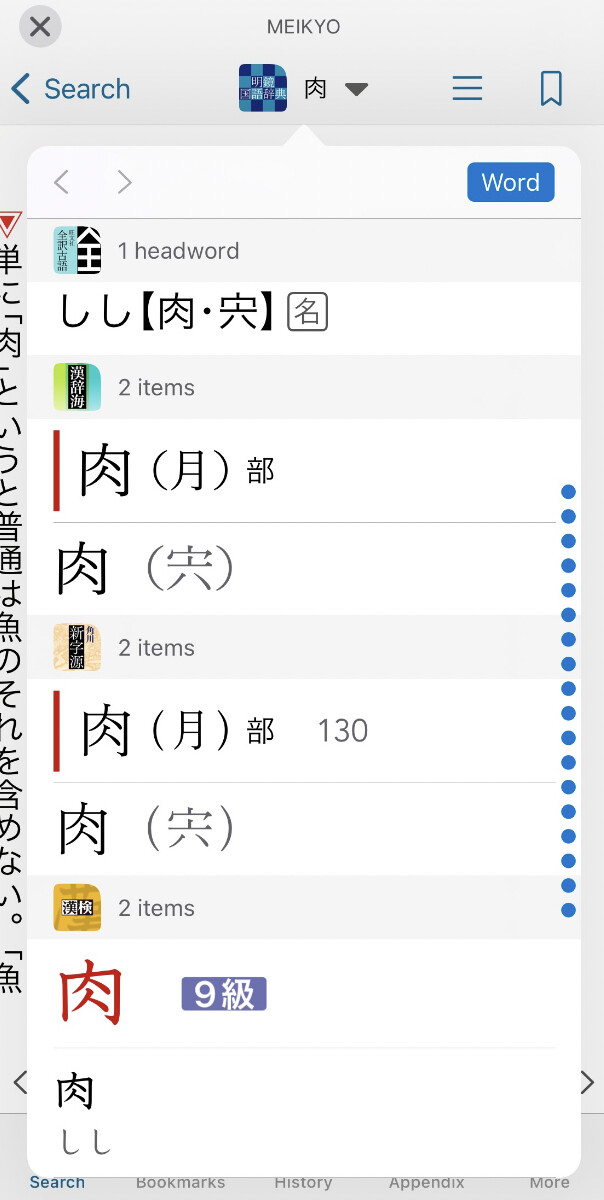 MEIKYO
Search
明鏡
国語辞典
肉
Word
旺文社
全訳古語
全
1 headword
しし【肉・宍】名
漢辞海
2 items
肉（月）部
肉（宍）
角川
新字源
2 items
肉（月）部 130
肉（宍）
漢検
2 items
肉 9級
肉
しし
単に「肉」というと普通は魚のそれを含めない。「魚
Search Bookmarks History Appendix More